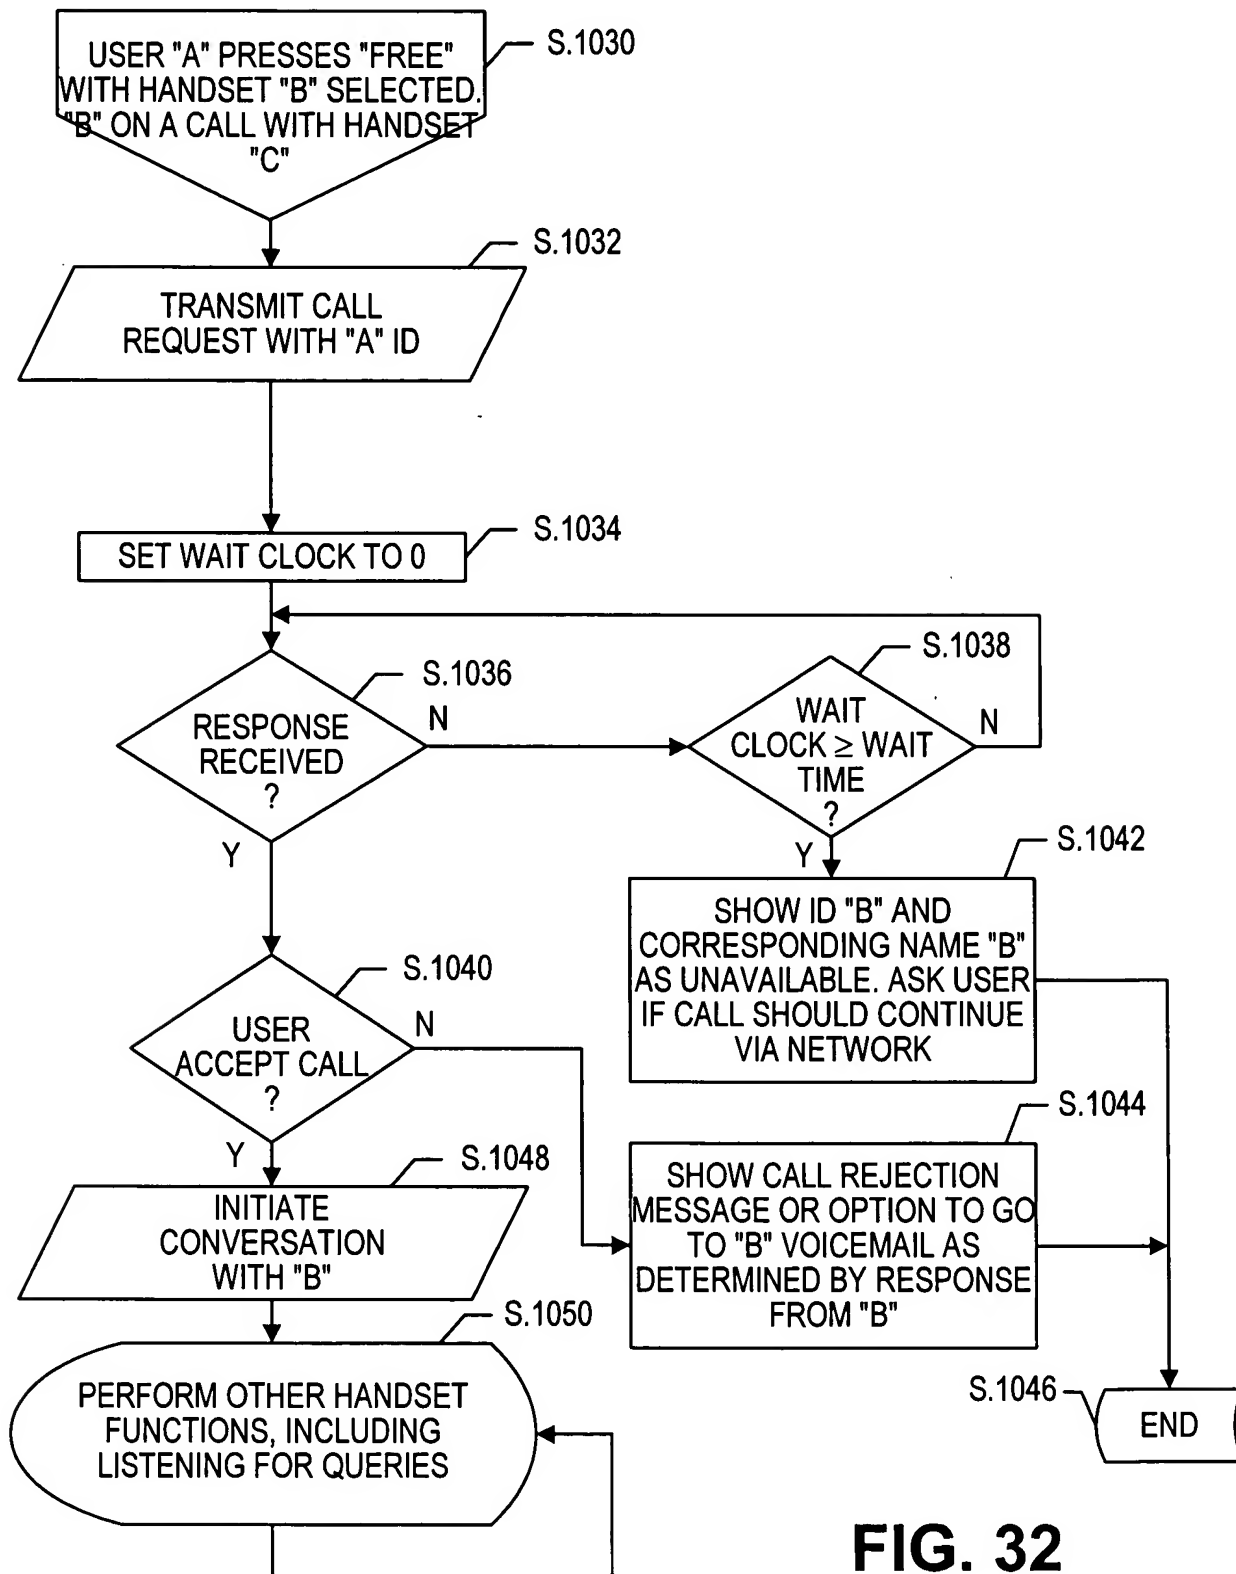 USER "A" PRESSES "FREE"
WITH HANDSET "B" SELECTED.
"B" ON A CALL WITH HANDSET
"C"
S.1030
S.1032
TRANSMIT CALL
REQUEST WITH "A" ID
S.1034
SET WAIT CLOCK TO 0
S.1036
RESPONSE
RECEIVED
?
N
Y
S.1038
WAIT
CLOCK ≥ WAIT
TIME
?
N
Y
S.1042
SHOW ID "B" AND
CORRESPONDING NAME "B"
AS UNAVAILABLE. ASK USER
IF CALL SHOULD CONTINUE
VIA NETWORK
S.1040
USER
ACCEPT CALL
?
N
Y
S.1044
SHOW CALL REJECTION
MESSAGE OR OPTION TO GO
TO "B" VOICEMAIL AS
DETERMINED BY RESPONSE
FROM "B"
S.1048
INITIATE
CONVERSATION
WITH "B"
S.1050
PERFORM OTHER HANDSET
FUNCTIONS, INCLUDING
LISTENING FOR QUERIES
S.1046
END
FIG. 32